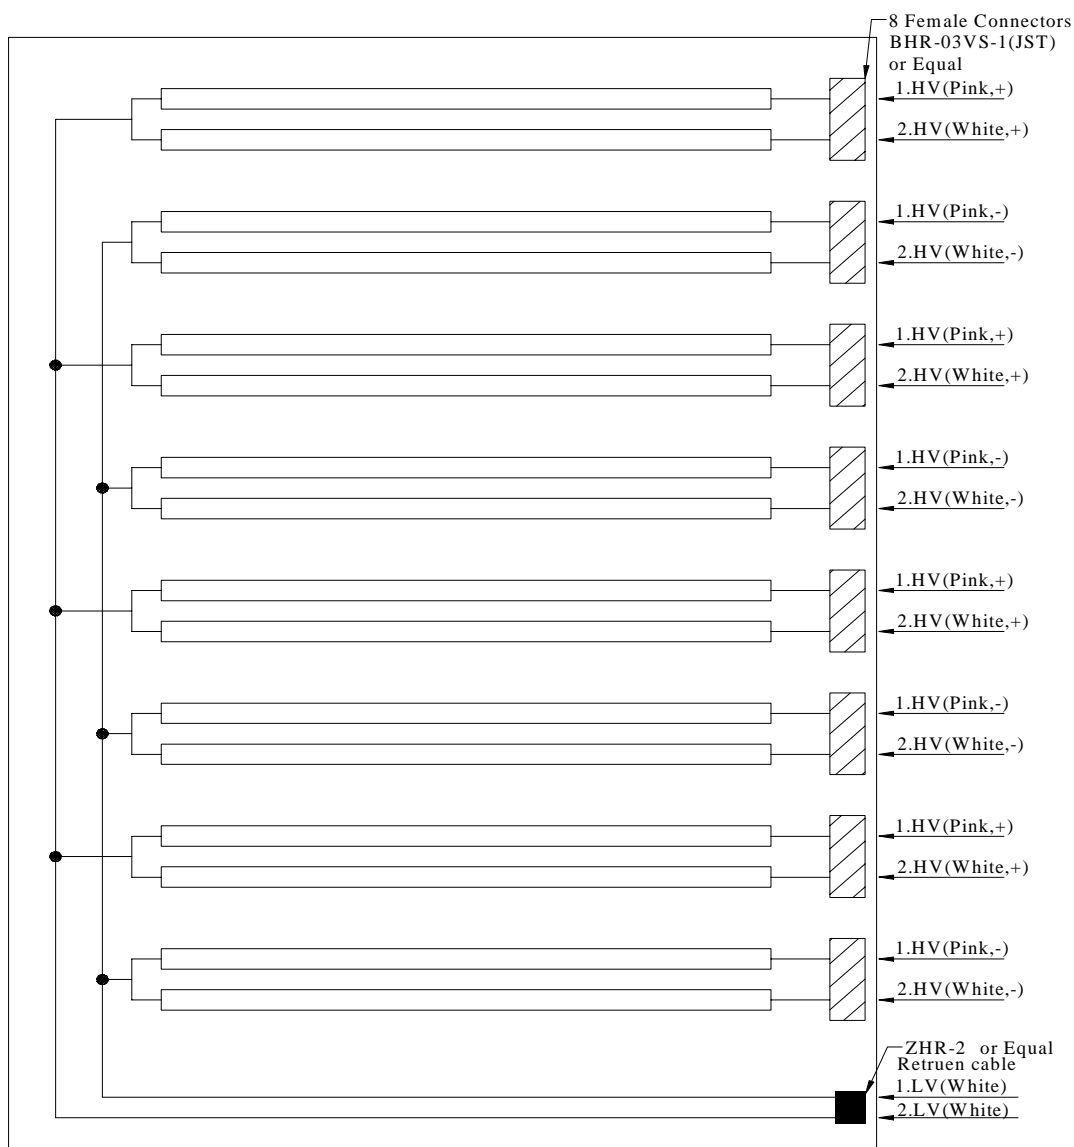 8 Female Connectors
BHR-03VS-1(JST)
or Equal
1.HV(Pink,+)
2.HV(White,+)
1.HV(Pink,-)
2.HV(White,-)
1.HV(Pink,+)
2.HV(White,+)
1.HV(Pink,-)
2.HV(White,-)
1.HV(Pink,+)
2.HV(White,+)
1.HV(Pink,-)
2.HV(White,-)
1.HV(Pink,+)
2.HV(White,+)
1.HV(Pink,-)
2.HV(White,-)
ZHR-2 or Equal
Retruen cable
1.LV(White)
2.LV(White)